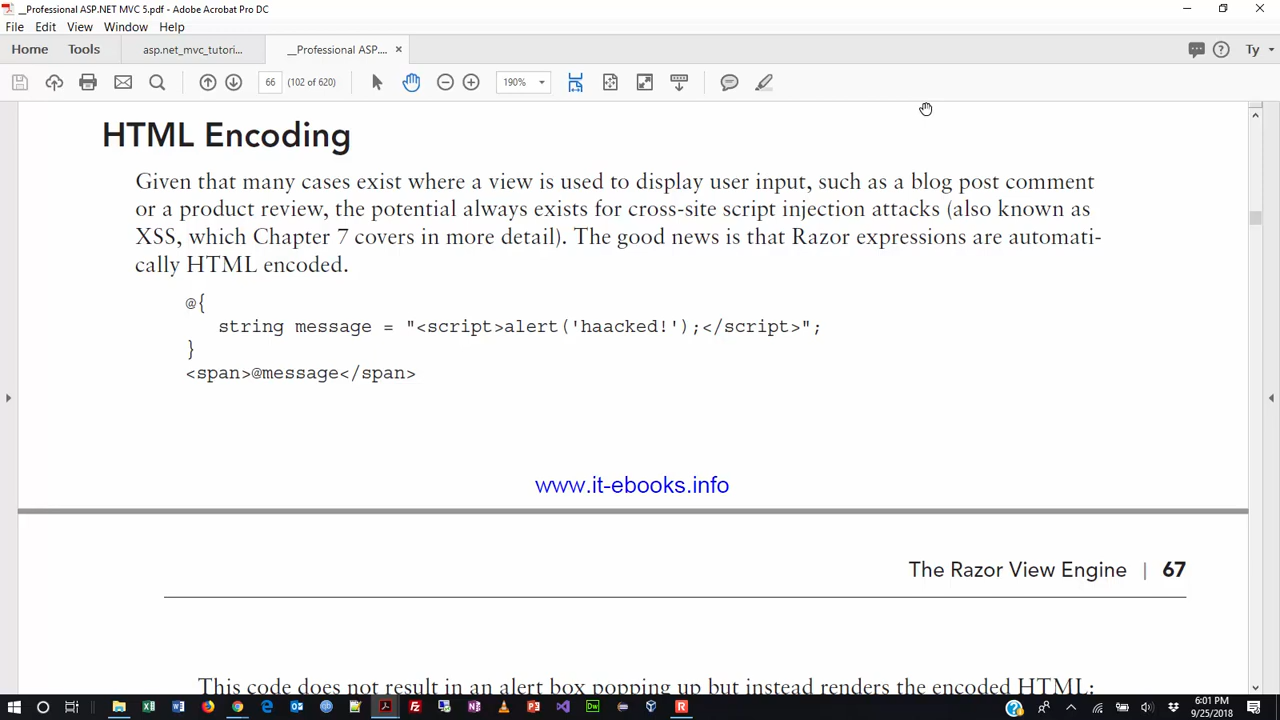 __Professional ASP.NET MVC 5.pdf - Adobe Acrobat Pro DC
File Edit View Window Help
Home Tools asp.net_mvc_tutori... __Professional ASP.... ×
66 (102 of 620) 190% Ty
HTML Encoding
Given that many cases exist where a view is used to display user input, such as a blog post comment
or a product review, the potential always exists for cross-site script injection attacks (also known as
XSS, which Chapter 7 covers in more detail). The good news is that Razor expressions are automati-
cally HTML encoded.
@{
string message = "<script>alert('haacked!');</script>";
}
<span>@message</span>
www.it-ebooks.info
The Razor View Engine | 67
This code does not result in an alert box popping up but instead renders the encoded HTML:
6:01 PM
9/25/2018